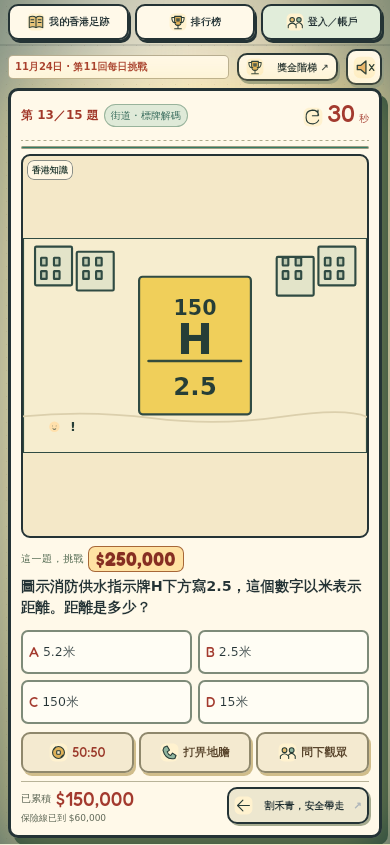 我的香港足跡
排行榜
登入／帳戶
11月24日・第11回每日挑戰
獎金階梯 ↗
第 13／15 題
街道・標牌解碼
30 秒
香港知識
150
H
2.5
!
這一題，挑戰 $250,000
圖示消防供水指示牌H下方寫2.5，這個數字以米表示距離。距離是多少？
A 5.2米
B 2.5米
C 150米
D 15米
50:50
打畀地膽
問下觀眾
已累積 $150,000
保險線已到 $60,000
割禾青，安全帶走 ↗